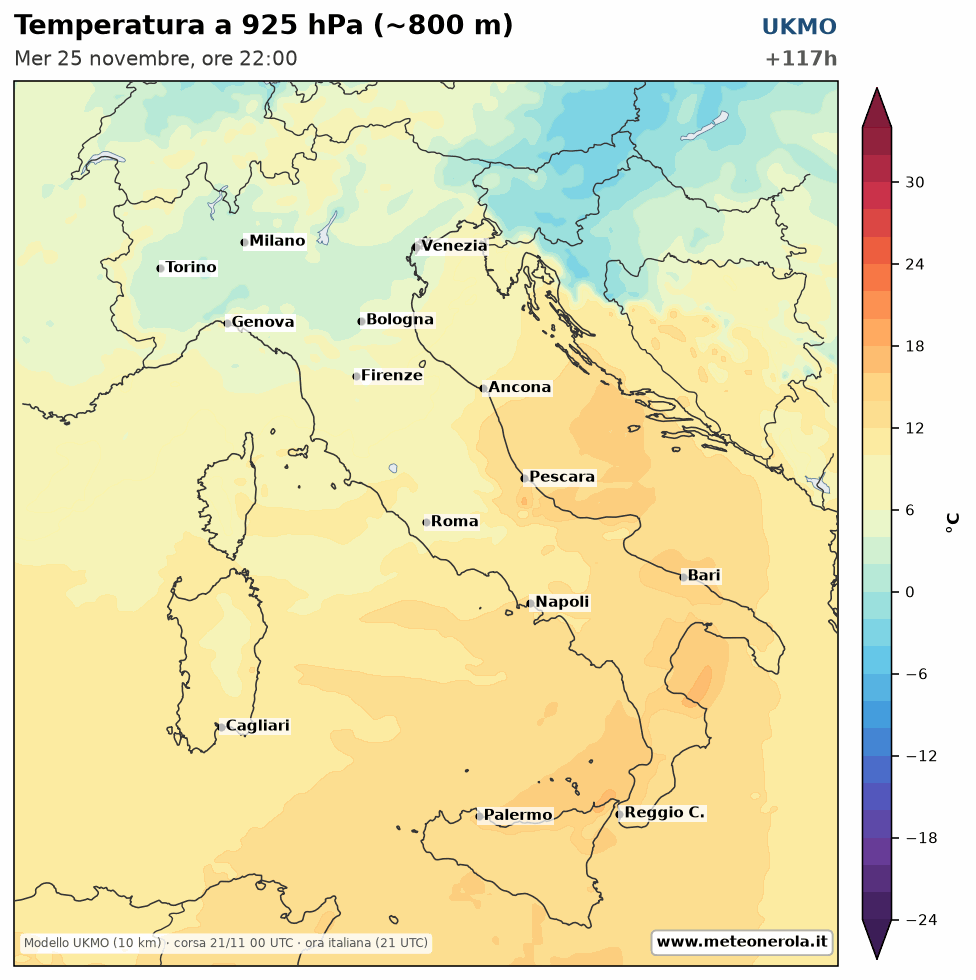 Temperatura a 925 hPa (~800 m)
UKMO
Mer 25 novembre, ore 22:00
+117h
Milano
Venezia
Torino
Genova
Bologna
Firenze
Ancona
Pescara
Roma
Bari
Napoli
Cagliari
Palermo
Reggio C.
30
24
18
12
6
0
−6
−12
−18
−24
°C
Modello UKMO (10 km) · corsa 21/11 00 UTC · ora italiana (21 UTC)
www.meteonerola.it